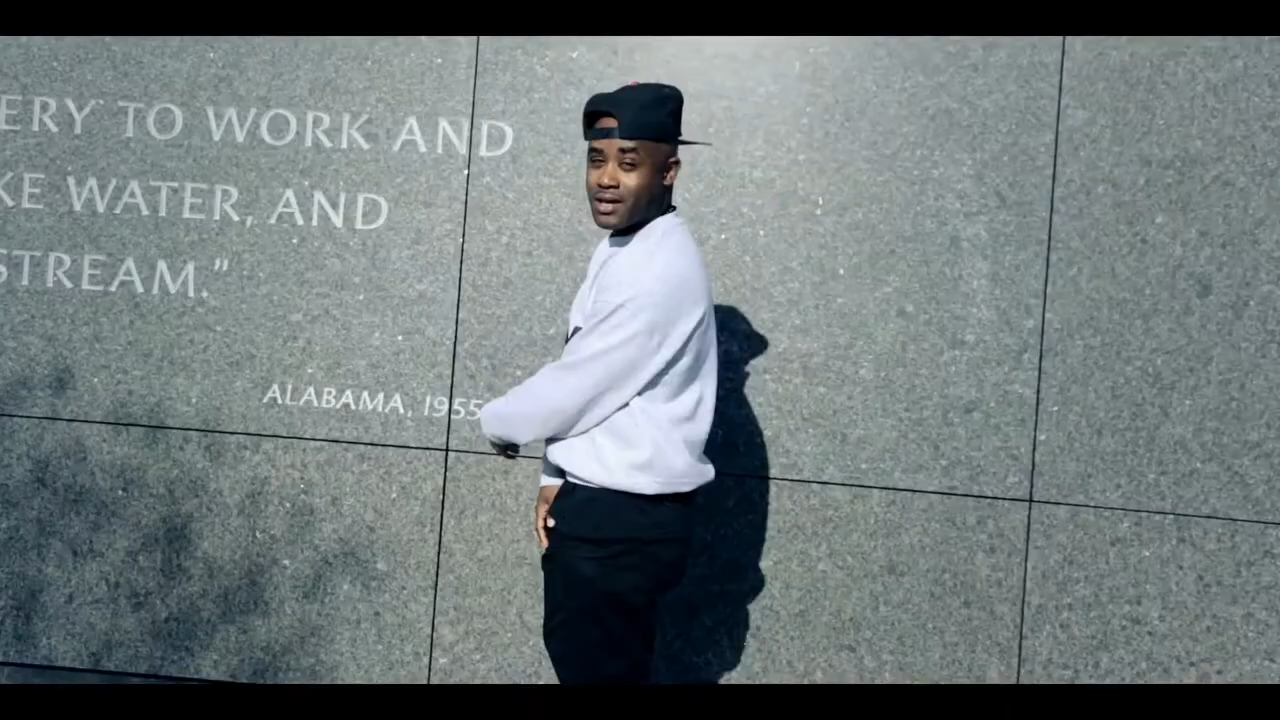 ERY TO WORK AND
KE WATER, AND
STREAM."
ALABAMA, 1955